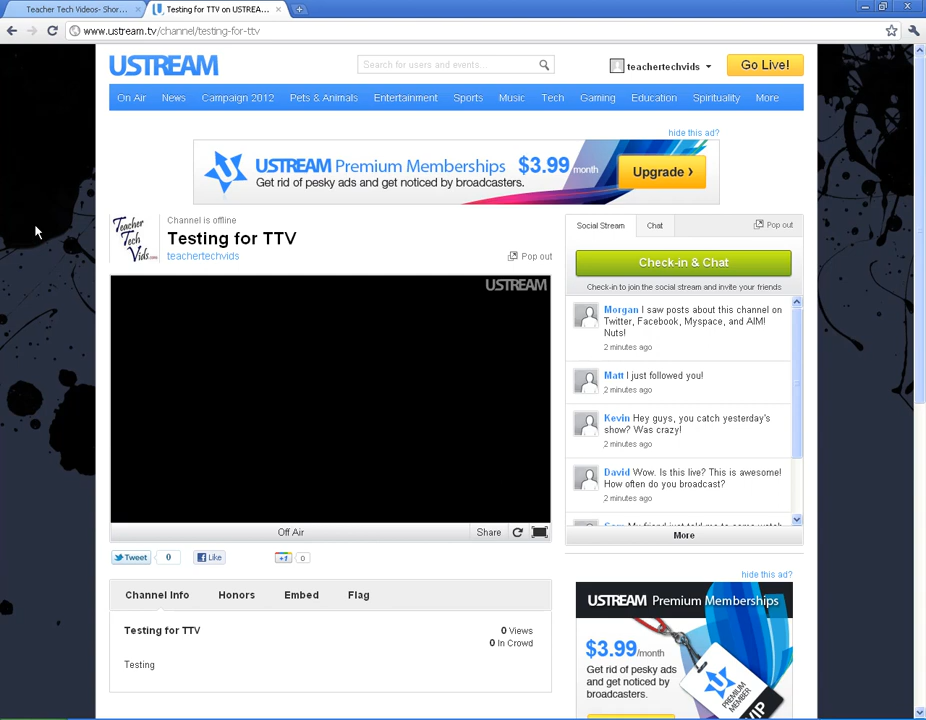 Teacher Tech Videos- Shor...
Testing for TTV on USTREA...
www.ustream.tv/channel/testing-for-ttv
USTREAM
Search for users and events...
teachertechvids
Go Live!
On Air News Campaign 2012 Pets & Animals Entertainment Sports Music Tech Gaming Education Spirituality More
hide this ad?
USTREAM Premium Memberships $3.99/month
Get rid of pesky ads and get noticed by broadcasters.
Upgrade ›
Teacher
Tech
Vids.com
Channel is offline
Testing for TTV
teachertechvids
Pop out
USTREAM
Off Air
Share
Tweet 0
Like
+1 0
Social Stream
Chat
Pop out
Check-in & Chat
Check-in to join the social stream and invite your friends
Morgan I saw posts about this channel on
Twitter, Facebook, Myspace, and AIM!
Nuts!
2 minutes ago
Matt I just followed you!
2 minutes ago
Kevin Hey guys, you catch yesterday's
show? Was crazy!
2 minutes ago
David Wow. Is this live? This is awesome!
How often do you broadcast?
2 minutes ago
More
Channel Info Honors Embed Flag
Testing for TTV
0 Views
0 In Crowd
Testing
hide this ad?
USTREAM Premium Memberships
$3.99/month
Get rid of pesky ads
and get noticed by
broadcasters.
PREMIUM
MEMBER
VIP